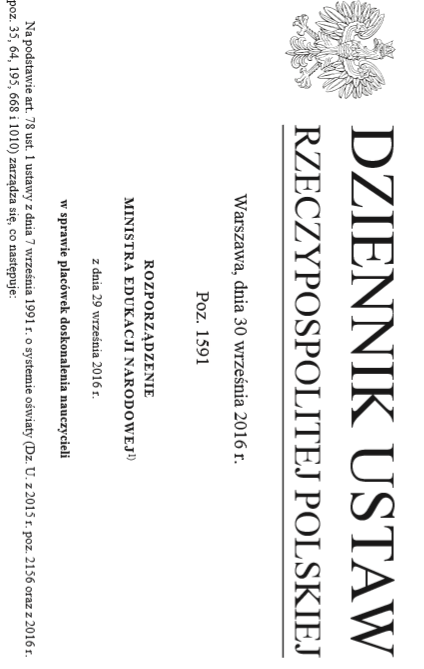 DZIENNIK USTAW
RZECZYPOSPOLITEJ POLSKIEJ
Warszawa, dnia 30 września 2016 r.
Poz. 1591
ROZPORZĄDZENIE
MINISTRA EDUKACJI NARODOWEJ¹⁾
z dnia 29 września 2016 r.
w sprawie placówek doskonalenia nauczycieli
Na podstawie art. 78 ust. 1 ustawy z dnia 7 września 1991 r. o systemie oświaty (Dz. U. z 2015 r. poz. 2156 oraz z 2016 r.
poz. 35, 64, 195, 668 i 1010) zarządza się, co następuje: